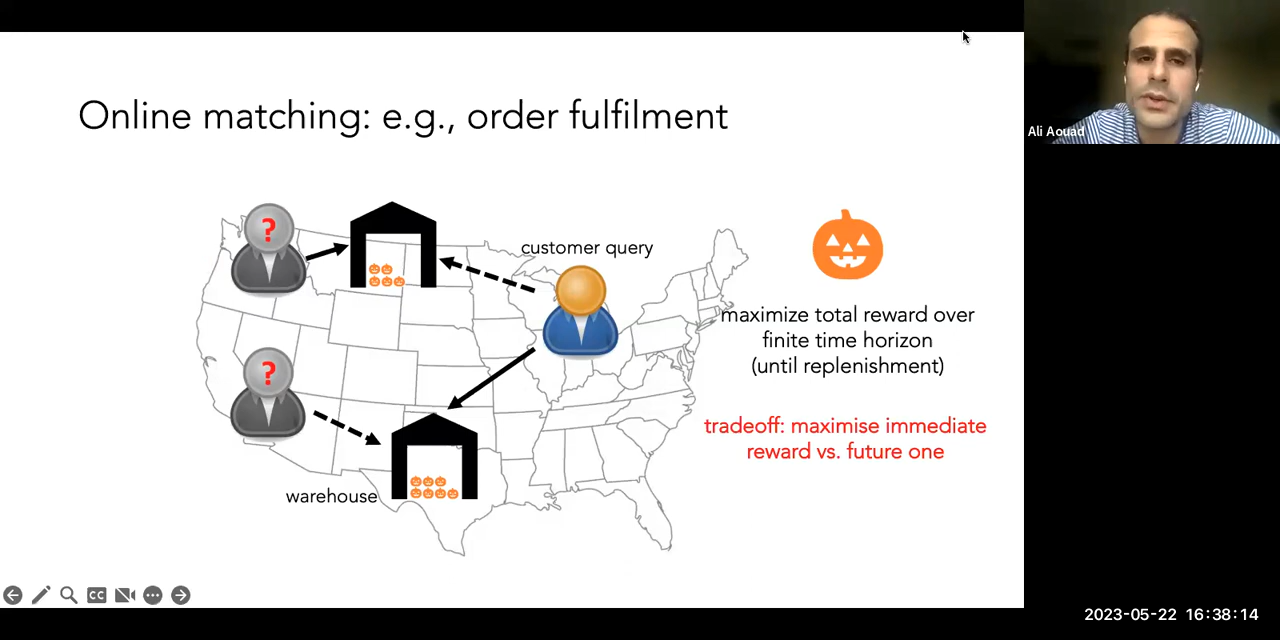 Online matching: e.g., order fulfilment
Ali Aouad
?
customer query
maximize total reward over
finite time horizon
(until replenishment)
?
tradeoff: maximise immediate
reward vs. future one
warehouse
CC
2023-05-22 16:38:14